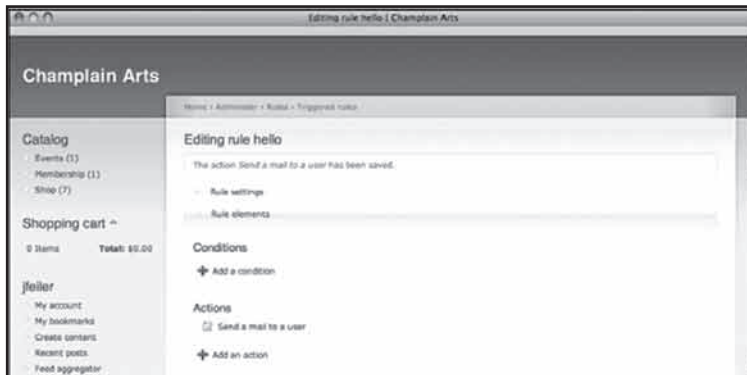 Editing rule hello | Champlain Arts
Champlain Arts
Home › Administer › Rules › Triggered rules
Catalog
Events (1)
Membership (1)
Shop (7)
Shopping cart
0 Items Total: $0.00
jfeiler
My account
My bookmarks
Create content
Recent posts
Feed aggregator
Editing rule hello
The action Send a mail to a user has been saved.
Rule settings
Rule elements
Conditions
Add a condition
Actions
Send a mail to a user
Add an action